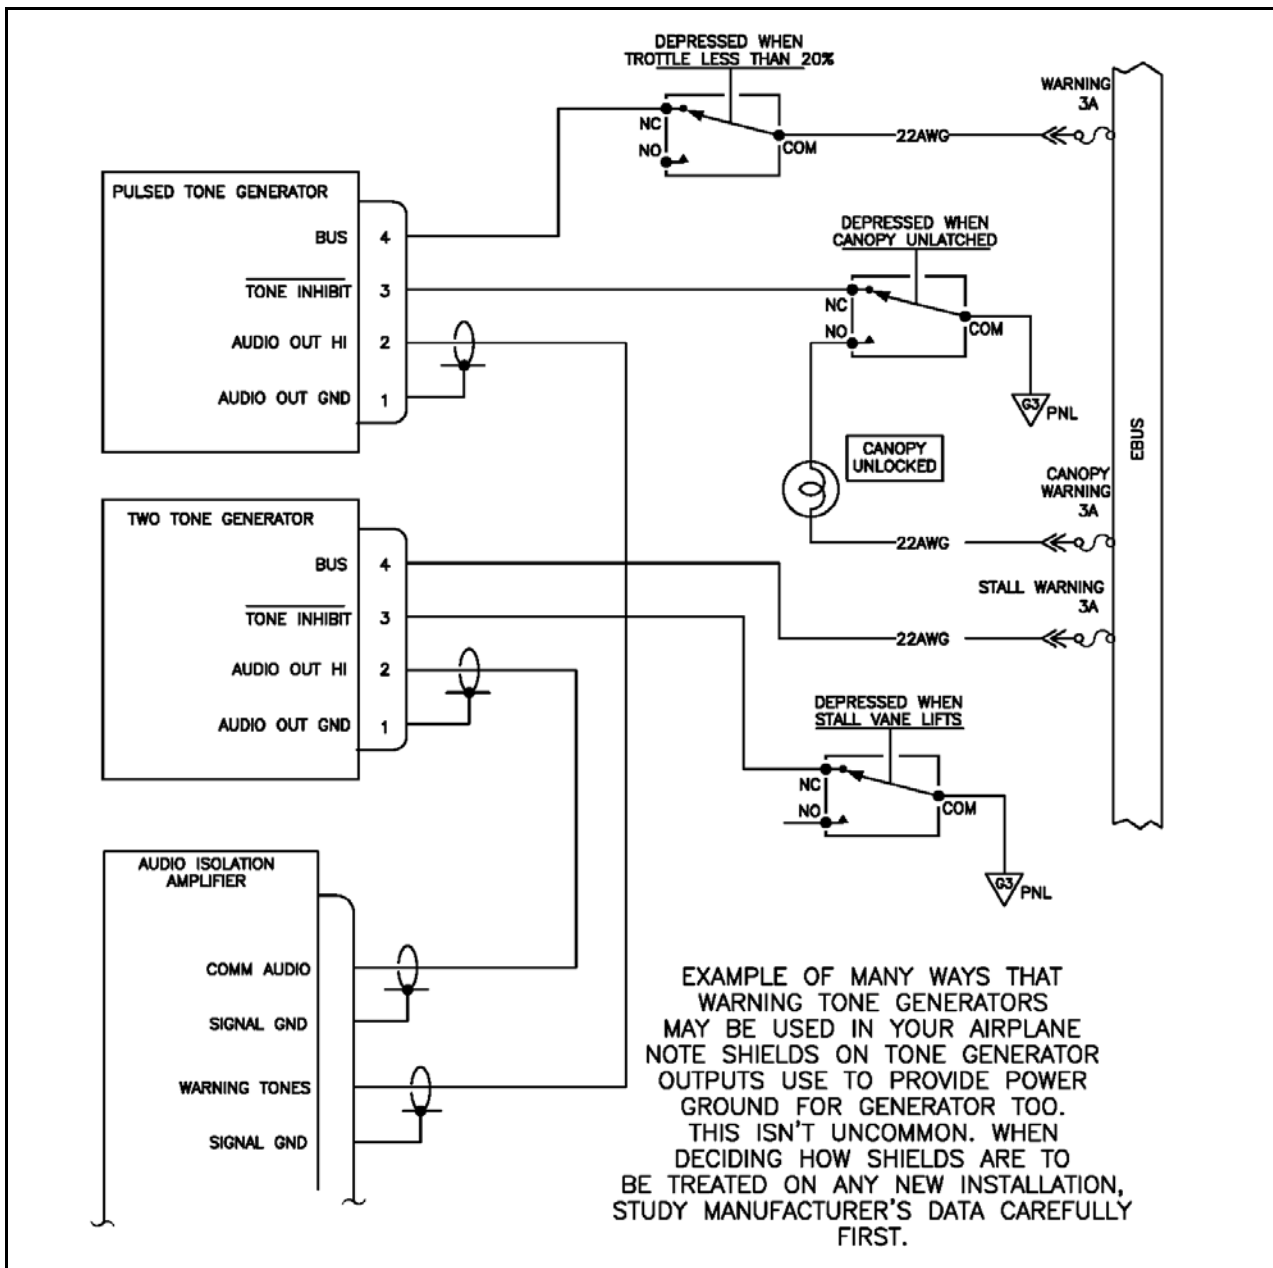 DEPRESSED WHEN
TROTTLE LESS THAN 20%
NC
NO
COM
22AWG
WARNING
3A
PULSED TONE GENERATOR
BUS 4
TONE INHIBIT 3
AUDIO OUT HI 2
AUDIO OUT GND 1
DEPRESSED WHEN
CANOPY UNLATCHED
NC
NO
COM
G3 PNL
CANOPY
UNLOCKED
CANOPY
WARNING
3A
22AWG
EBUS
TWO TONE GENERATOR
BUS 4
TONE INHIBIT 3
AUDIO OUT HI 2
AUDIO OUT GND 1
STALL WARNING
3A
22AWG
DEPRESSED WHEN
STALL VANE LIFTS
NC
NO
COM
G3 PNL
AUDIO ISOLATION
AMPLIFIER
COMM AUDIO
SIGNAL GND
WARNING TONES
SIGNAL GND
EXAMPLE OF MANY WAYS THAT
WARNING TONE GENERATORS
MAY BE USED IN YOUR AIRPLANE
NOTE SHIELDS ON TONE GENERATOR
OUTPUTS USE TO PROVIDE POWER
GROUND FOR GENERATOR TOO.
THIS ISN'T UNCOMMON. WHEN
DECIDING HOW SHIELDS ARE TO
BE TREATED ON ANY NEW INSTALLATION,
STUDY MANUFACTURER'S DATA CAREFULLY
FIRST.